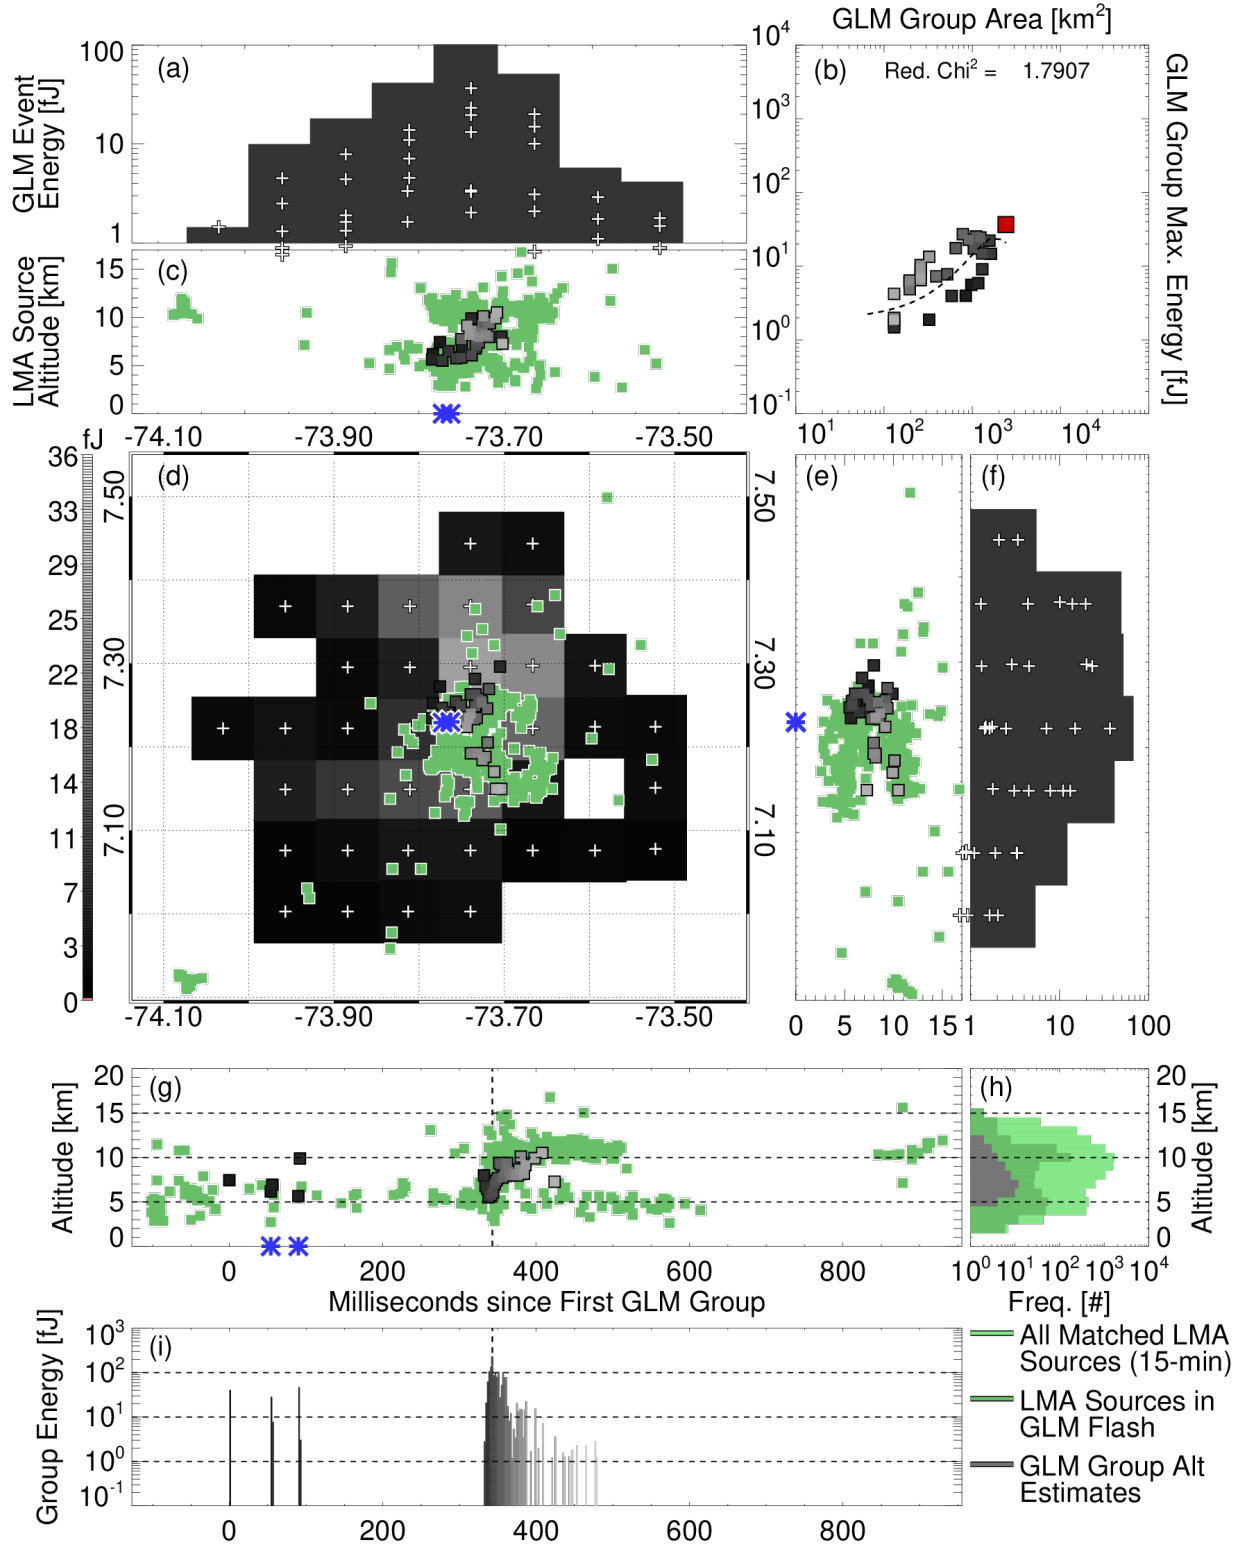 GLM Group Area [km2]
(a)
100
10
1
GLM Event
Energy [fJ]
(b)
Red. Chi2 = 1.7907
104
103
102
101
100
10-1
GLM Group Max. Energy [fJ]
101 102 103 104
(c)
15
10
5
0
LMA Source
Altitude [km]
-74.10 -73.90 -73.70 -73.50
fJ
36
33
29
25
22
18
14
11
7
3
0
(d)
7.50
7.30
7.10
7.50
7.30
7.10
-74.10 -73.90 -73.70 -73.50
(e)
0 5 10 15
(f)
1 10 100
(g)
20
15
10
5
0
Altitude [km]
0 200 400 600 800
Milliseconds since First GLM Group
(h)
20
15
10
5
0
Altitude [km]
100 101 102 103 104
Freq. [#]
(i)
103
102
101
100
10-1
Group Energy [fJ]
0 200 400 600 800
All Matched LMA
Sources (15-min)
LMA Sources in
GLM Flash
GLM Group Alt
Estimates